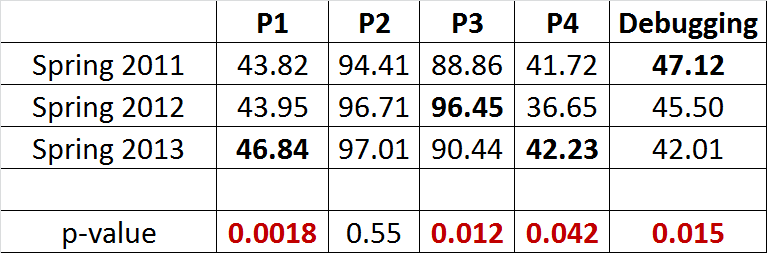 P1 P2 P3 P4 Debugging
Spring 2011 43.82 94.41 88.86 41.72 47.12
Spring 2012 43.95 96.71 96.45 36.65 45.50
Spring 2013 46.84 97.01 90.44 42.23 42.01
p-value 0.0018 0.55 0.012 0.042 0.015